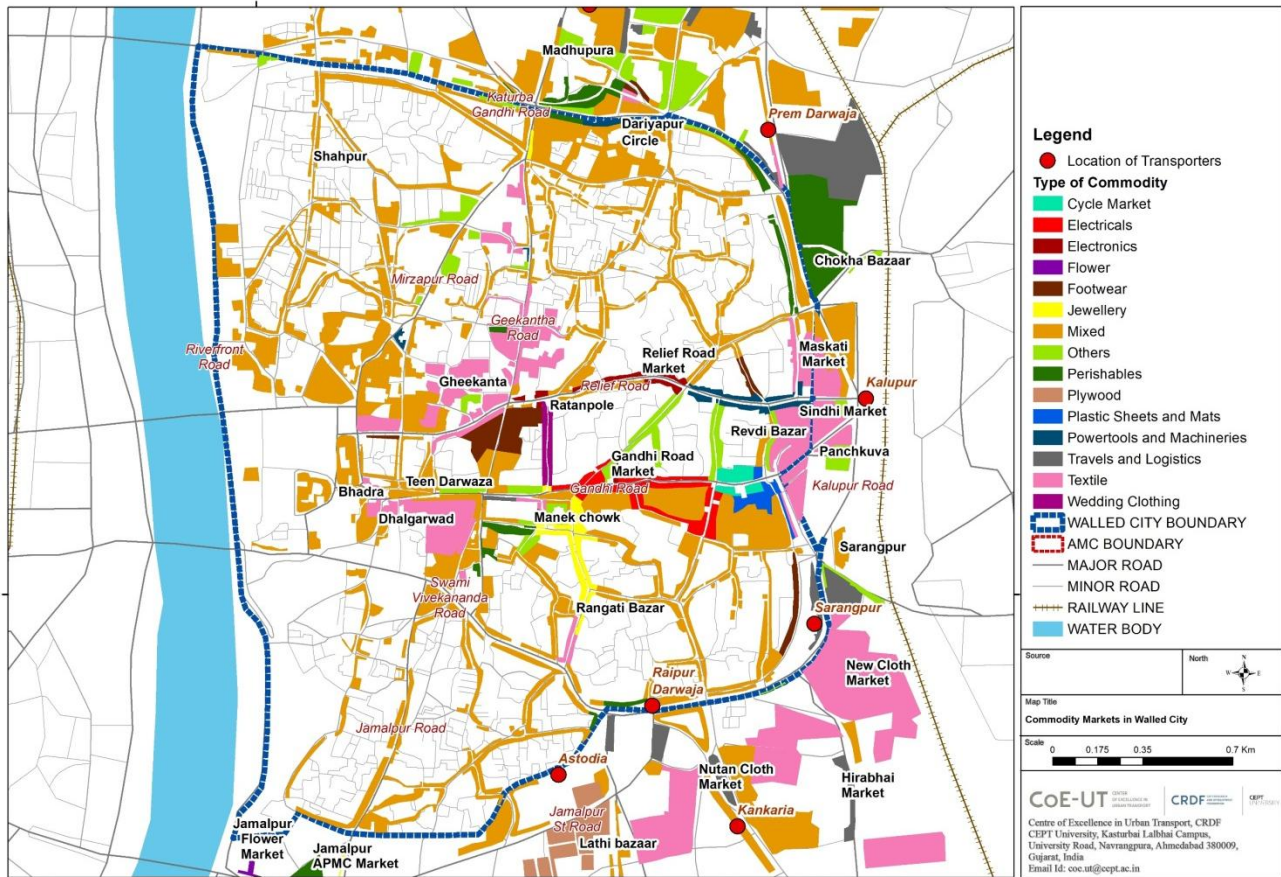 Madhupura
Katurba
Gandhi Road
Dariyapur
Circle
Prem Darwaja
Shahpur
Chokha Bazaar
Mirzapur Road
Geekantha
Road
Riverfront
Road
Relief Road
Market
Maskati
Market
Kalupur
Gheekanta
Relief Road
Ratanpole
Sindhi Market
Revdi Bazar
Panchkuva
Gandhi Road
Market
Teen Darwaza
Gandhi Road
Kalupur Road
Bhadra
Dhalgarwad
Manek chowk
Sarangpur
Swami
Vivekananda
Road
Rangati Bazar
Sarangpur
Raipur
Darwaja
New Cloth
Market
Jamalpur Road
Astodia
Nutan Cloth
Market
Hirabhai
Market
Jamalpur
Flower
Market
Jamalpur
St Road
Kankaria
Jamalpur
APMC Market
Lathi bazaar
Legend
Location of Transporters
Type of Commodity
Cycle Market
Electricals
Electronics
Flower
Footwear
Jewellery
Mixed
Others
Perishables
Plywood
Plastic Sheets and Mats
Powertools and Machineries
Travels and Logistics
Textile
Wedding Clothing
WALLED CITY BOUNDARY
AMC BOUNDARY
MAJOR ROAD
MINOR ROAD
RAILWAY LINE
WATER BODY
Source
North
N
W
E
S
Map Title
Commodity Markets in Walled City
Scale
0 0.175 0.35 0.7 Km
CoE-UT CENTER OF EXCELLENCE IN URBAN TRANSPORT
CRDF
CEPT UNIVERSITY
Centre of Excellence in Urban Transport, CRDF
CEPT University, Kasturbai Lalbhai Campus,
University Road, Navrangpura, Ahmedabad 380009,
Gujarat, India
Email Id: coe.ut@cept.ac.in